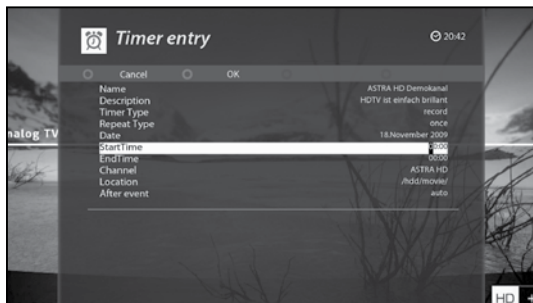 Timer entry
20:42
Cancel OK
Name ASTRA HD Demokanal
Description HDTV ist einfach brillant
Timer Type record
Repeat Type once
Date 18.November 2009
StartTime 00:00
EndTime 00:00
Channel ASTRA HD
Location /hdd/movie/
After event auto
nalog TV
HD +